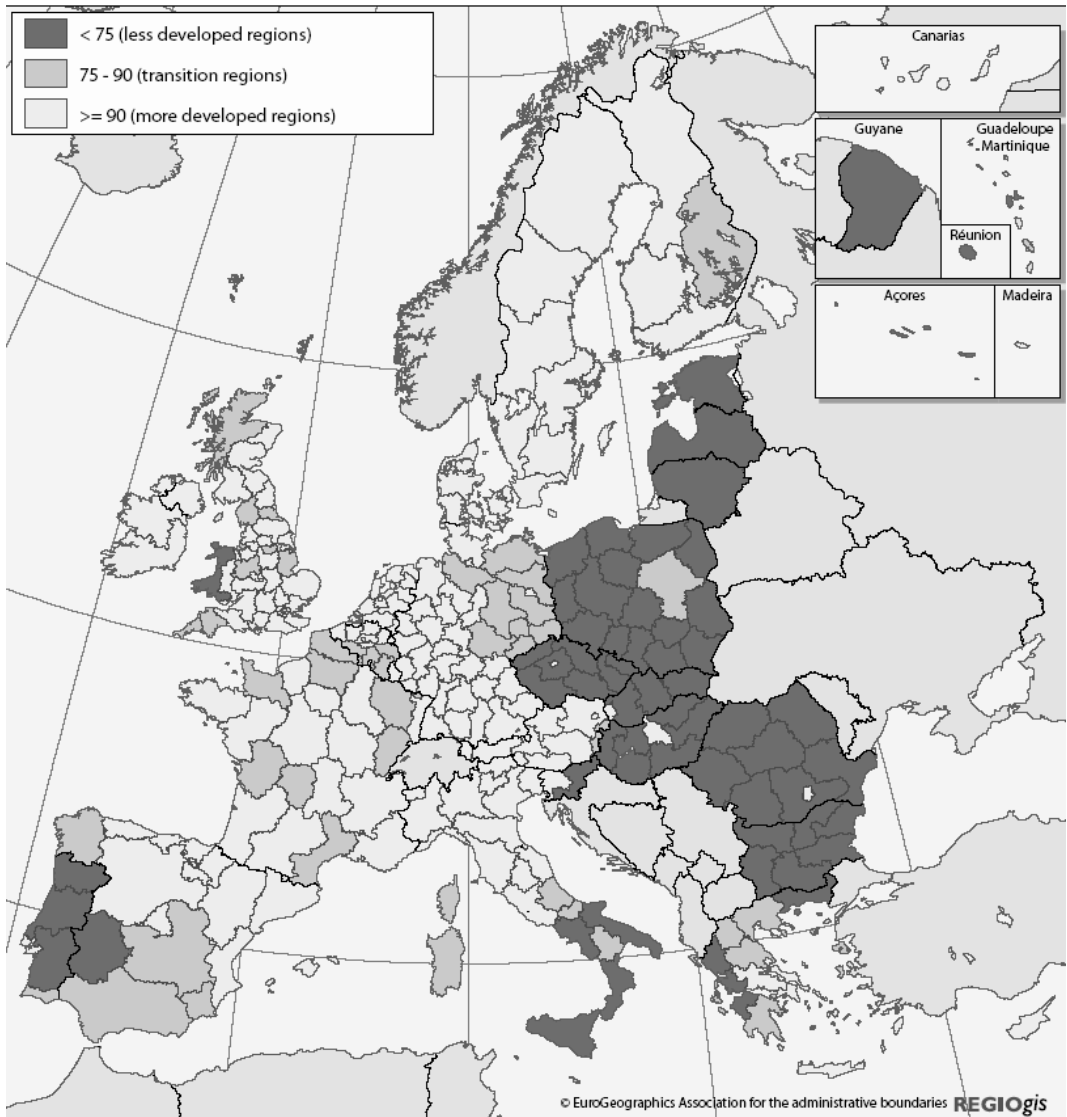 < 75 (less developed regions)
75 - 90 (transition regions)
>= 90 (more developed regions)
Canarias
Guyane
Guadeloupe
Martinique
Réunion
Açores
Madeira
© EuroGeographics Association for the administrative boundaries REGIOgis